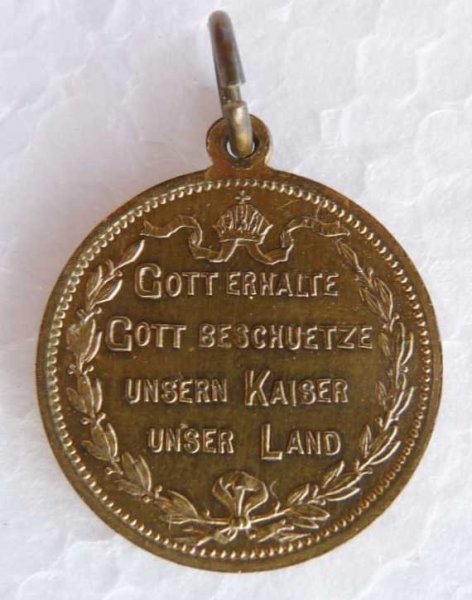 GOTT ERHALTE
GOTT BESCHUETZE
UNSERN KAISER
UNSER LAND